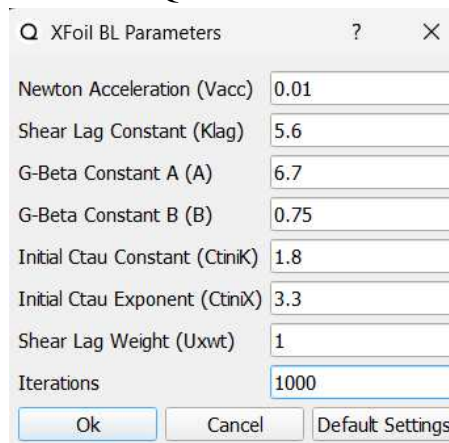 XFoil BL Parameters ? ×
Newton Acceleration (Vacc) 0.01
Shear Lag Constant (Klag) 5.6
G-Beta Constant A (A) 6.7
G-Beta Constant B (B) 0.75
Initial Ctau Constant (CtiniK) 1.8
Initial Ctau Exponent (CtiniX) 3.3
Shear Lag Weight (Uxwt) 1
Iterations 1000
Ok Cancel Default Settings